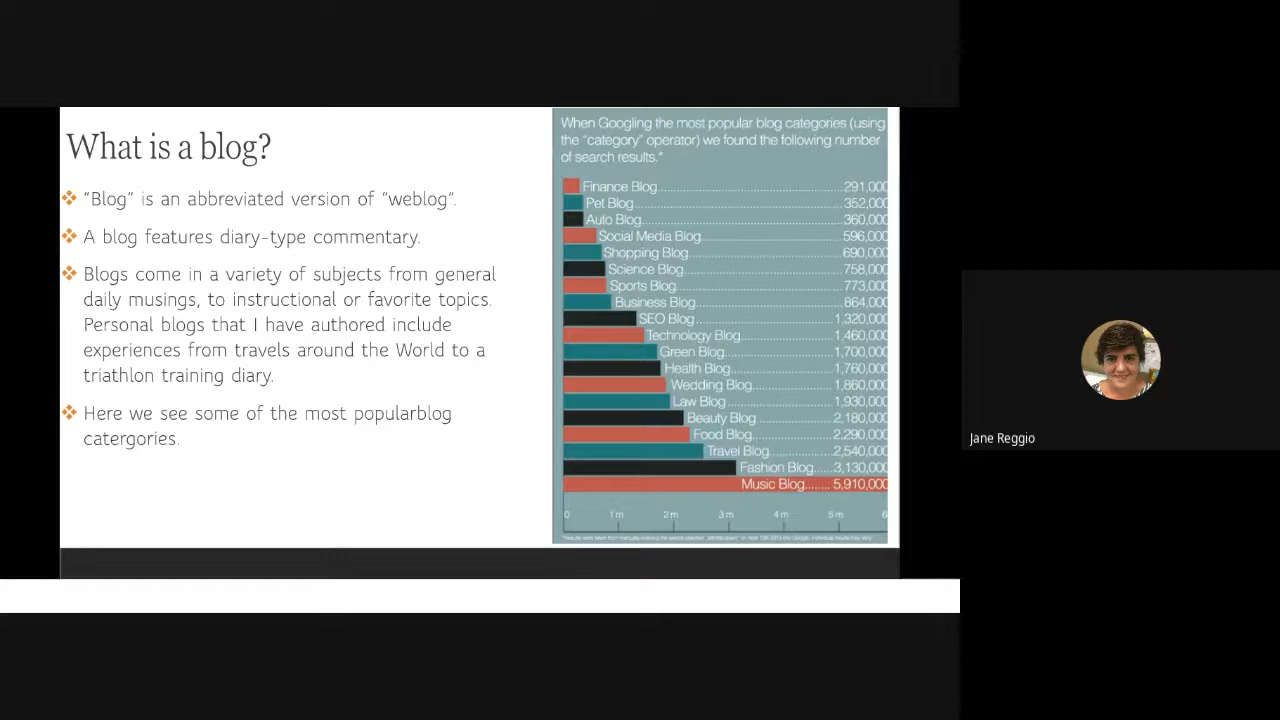 What is a blog?
"Blog" is an abbreviated version of "weblog".
A blog features diary-type commentary.
Blogs come in a variety of subjects from general
daily musings, to instructional or favorite topics.
Personal blogs that I have authored include
experiences from travels around the World to a
triathlon training diary.
Here we see some of the most popularblog
catergories.
When Googling the most popular blog categories (using
the "category" operator) we found the following number
of search results.*
Finance Blog 291,000
Pet Blog 352,000
Auto Blog 360,000
Social Media Blog 596,000
Shopping Blog 690,000
Science Blog 758,000
Sports Blog 773,000
Business Blog 864,000
SEO Blog 1,320,000
Technology Blog 1,460,000
Green Blog 1,700,000
Health Blog 1,760,000
Wedding Blog 1,860,000
Law Blog 1,930,000
Beauty Blog 2,180,000
Food Blog 2,290,000
Travel Blog 2,540,000
Fashion Blog 3,130,000
Music Blog 5,910,000
0 1m 2m 3m 4m 5m 6
Jane Reggio